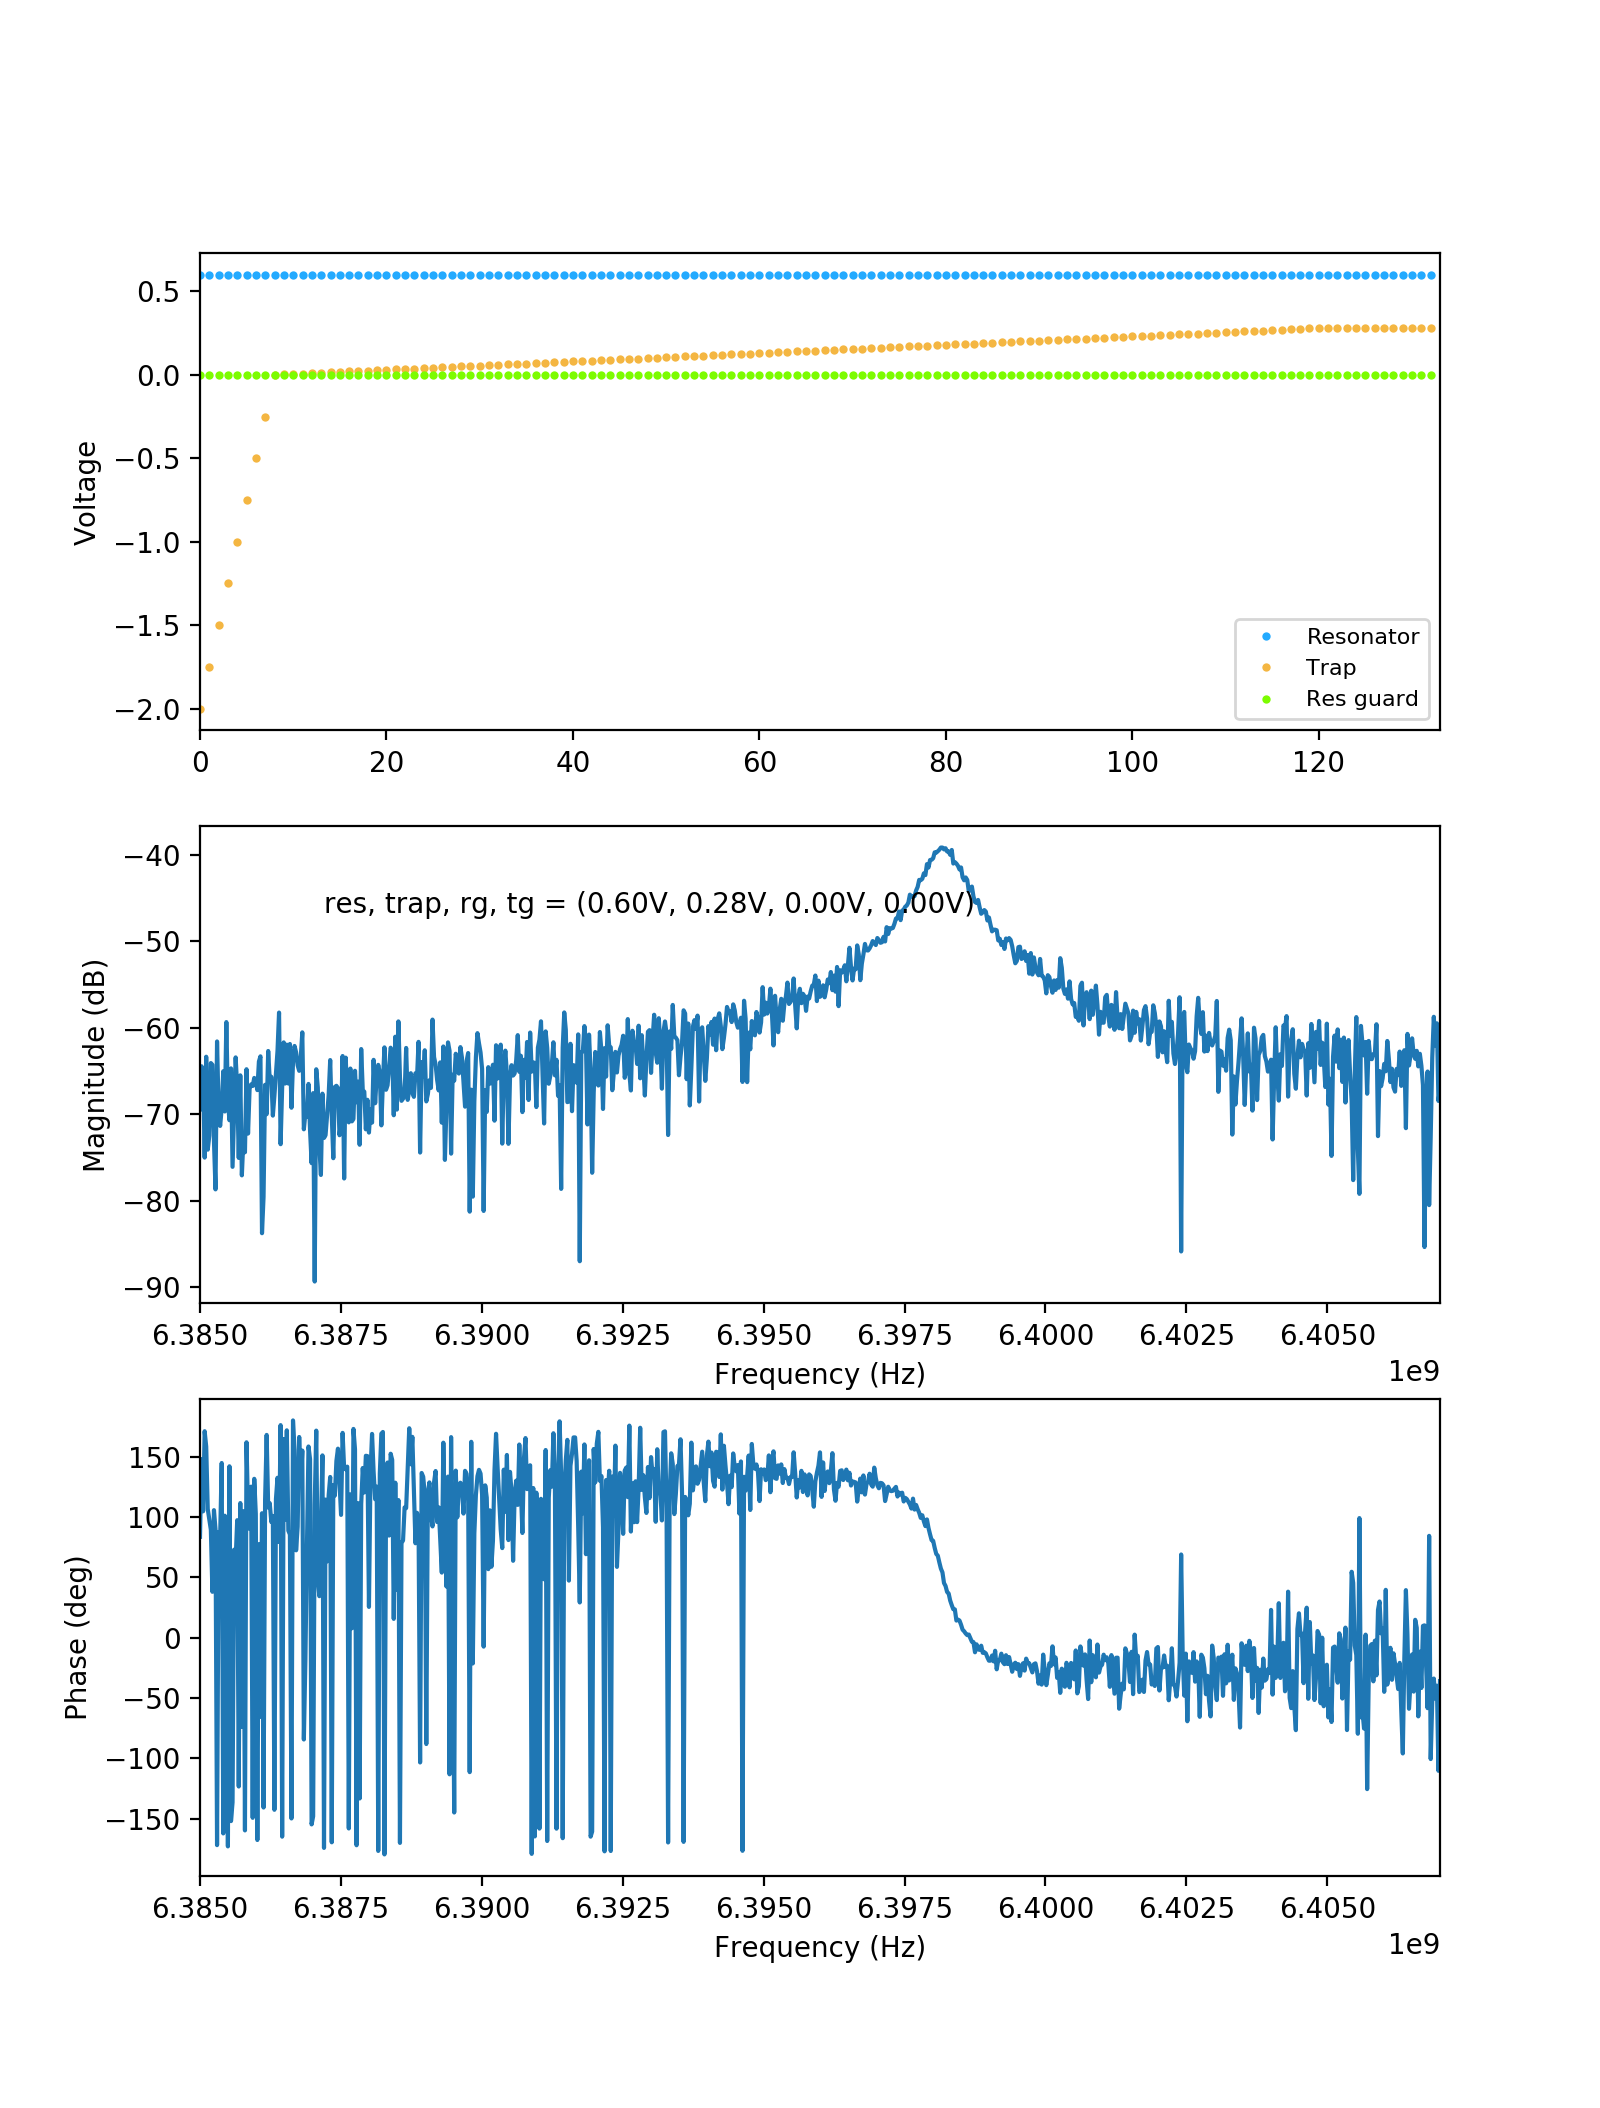 0.5
0.0
−0.5
−1.0
−1.5
−2.0
Voltage
Resonator
Trap
Res guard
0 20 40 60 80 100 120
−40
−50
−60
−70
−80
−90
Magnitude (dB)
res, trap, rg, tg = (0.60V, 0.28V, 0.00V, 0.00V)
6.3850 6.3875 6.3900 6.3925 6.3950 6.3975 6.4000 6.4025 6.4050
Frequency (Hz)
1e9
150
100
50
0
−50
−100
−150
Phase (deg)
6.3850 6.3875 6.3900 6.3925 6.3950 6.3975 6.4000 6.4025 6.4050
Frequency (Hz)
1e9